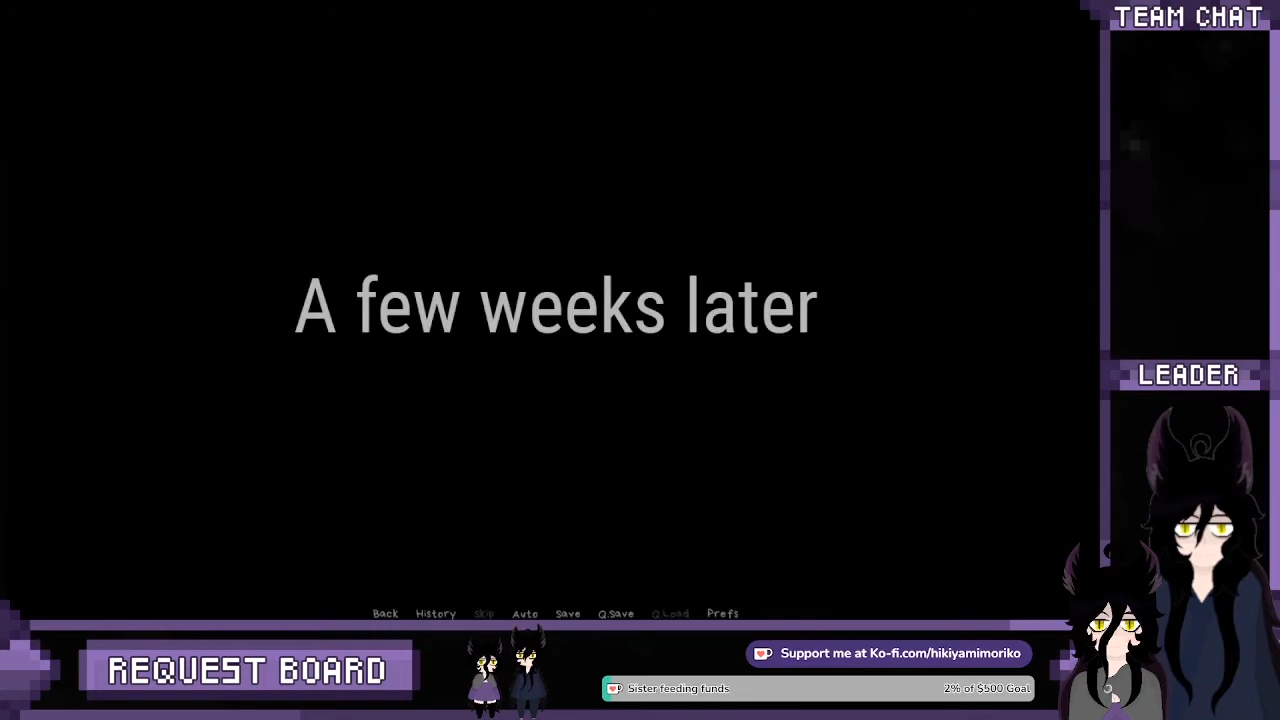 TEAM CHAT
A few weeks later
LEADER
Back History Skip Auto Save Q.Save Q.Load Prefs
REQUEST BOARD
Support me at Ko-fi.com/hikiyamimoriko
Sister feeding funds 2% of $500 Goal